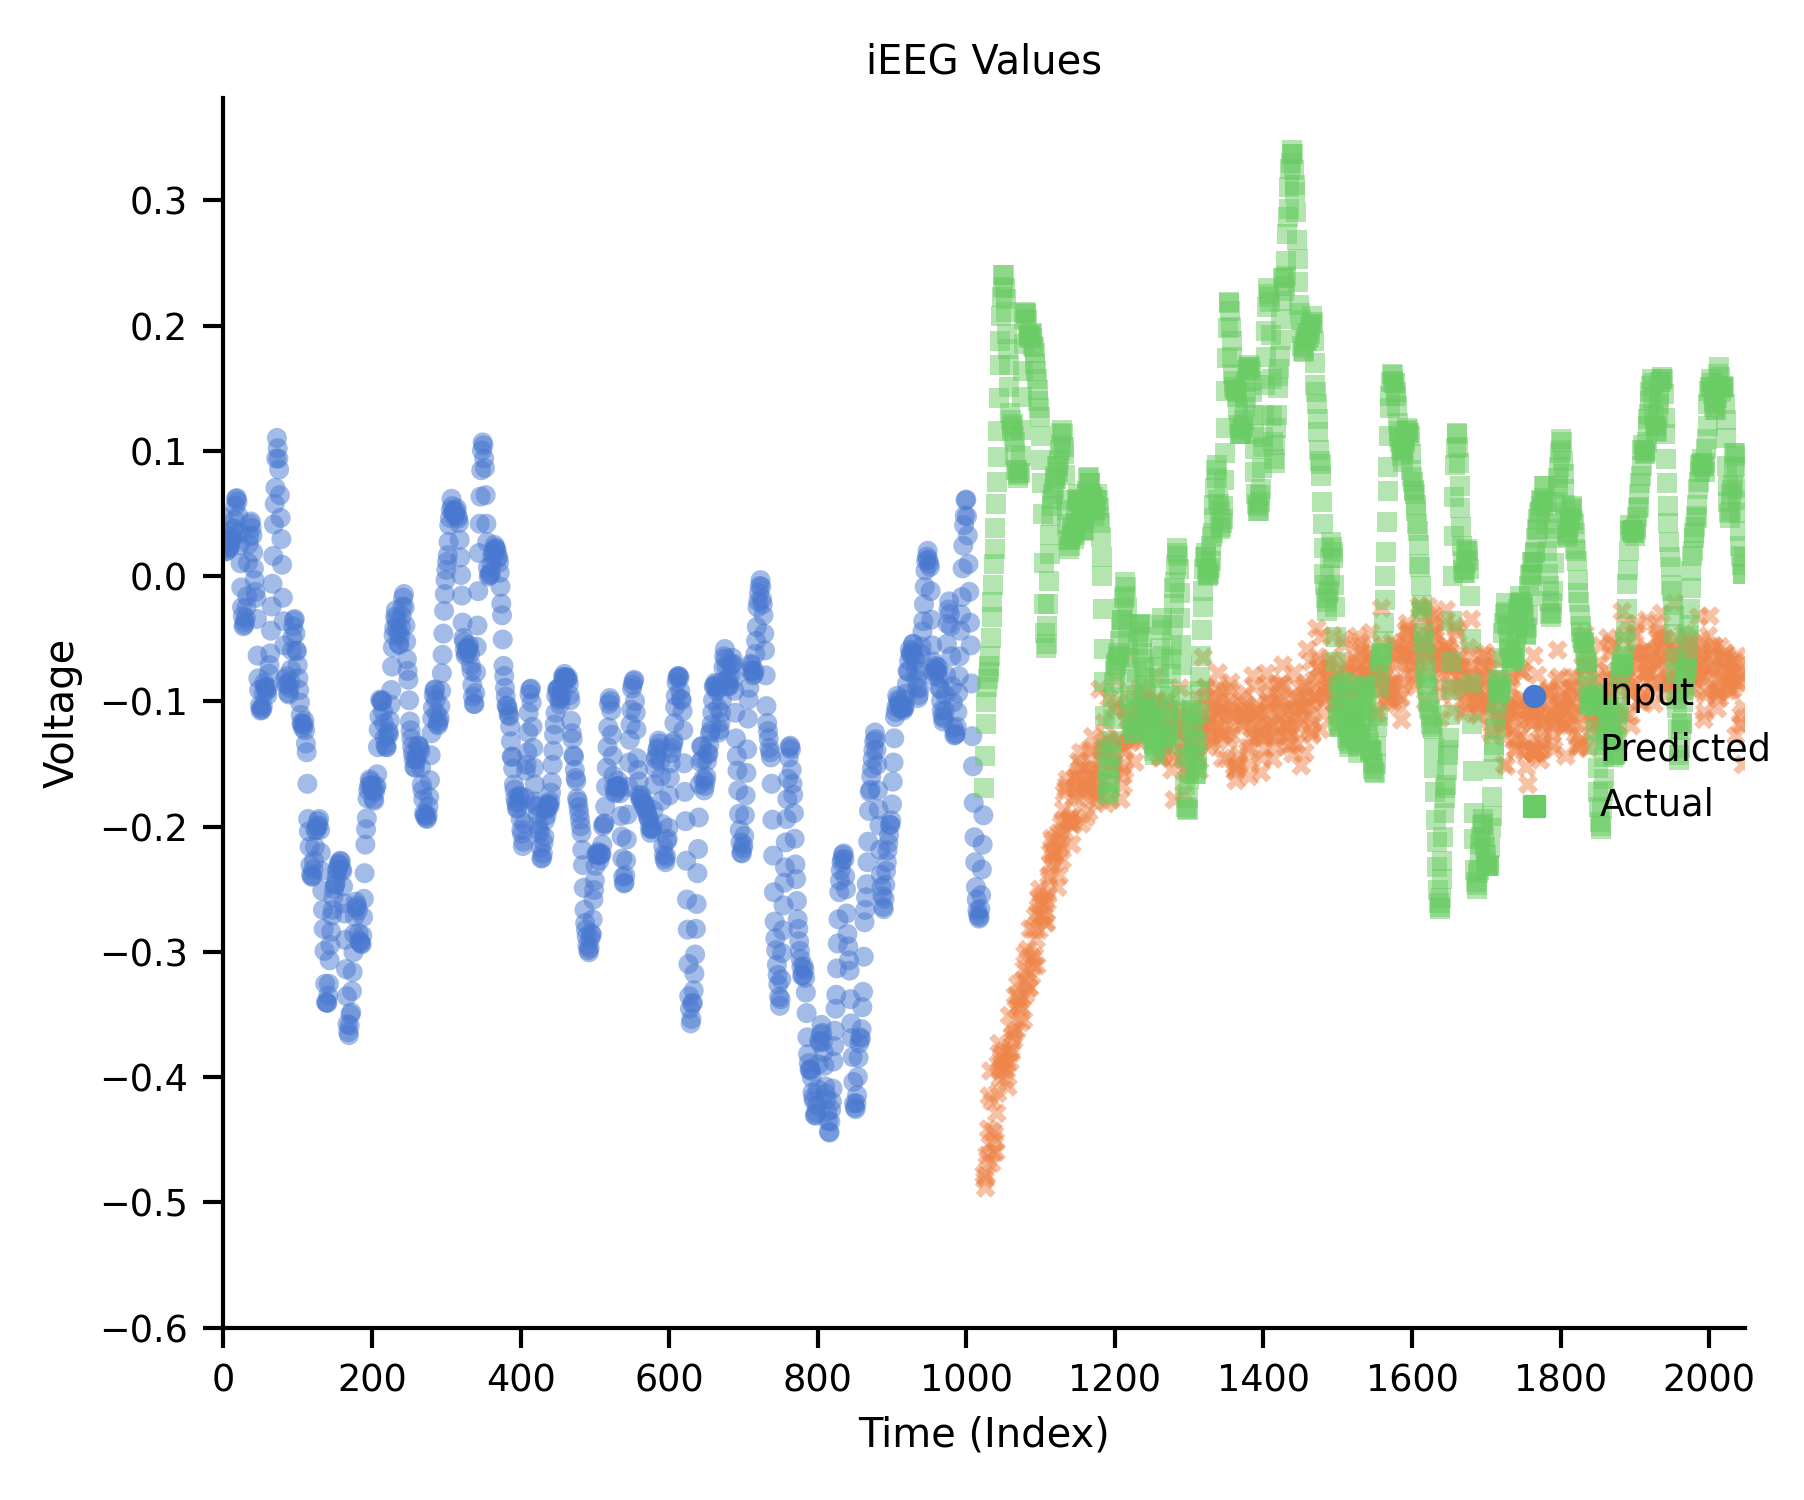 iEEG Values
Voltage
0.3
0.2
0.1
0.0
−0.1
−0.2
−0.3
−0.4
−0.5
−0.6
Input
Predicted
Actual
0 200 400 600 800 1000 1200 1400 1600 1800 2000
Time (Index)